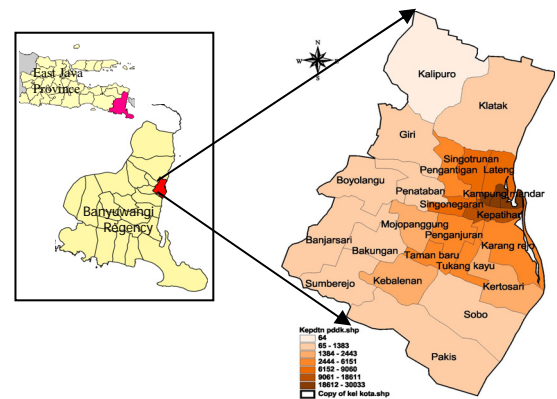 East Java
Province
Banyuwangi
Regency
N
W
S
Kalipuro
Klatak
Giri
Singotrunan
Pengantigan
Lateng
Boyolangu
Penataban
Kampung mandar
Singonegaran
Kepatihan
Mojopanggung
Penganjuran
Banjarsari
Karang rejo
Bakungan
Taman baru
Tukang kayu
Sumberejo
Kebalenan
Kertosari
Sobo
Pakis
Kepdtn pddk.shp
64
65 - 1383
1384 - 2443
2444 - 6151
6152 - 9060
9061 - 18611
18612 - 30033
Copy of kel kota.shp